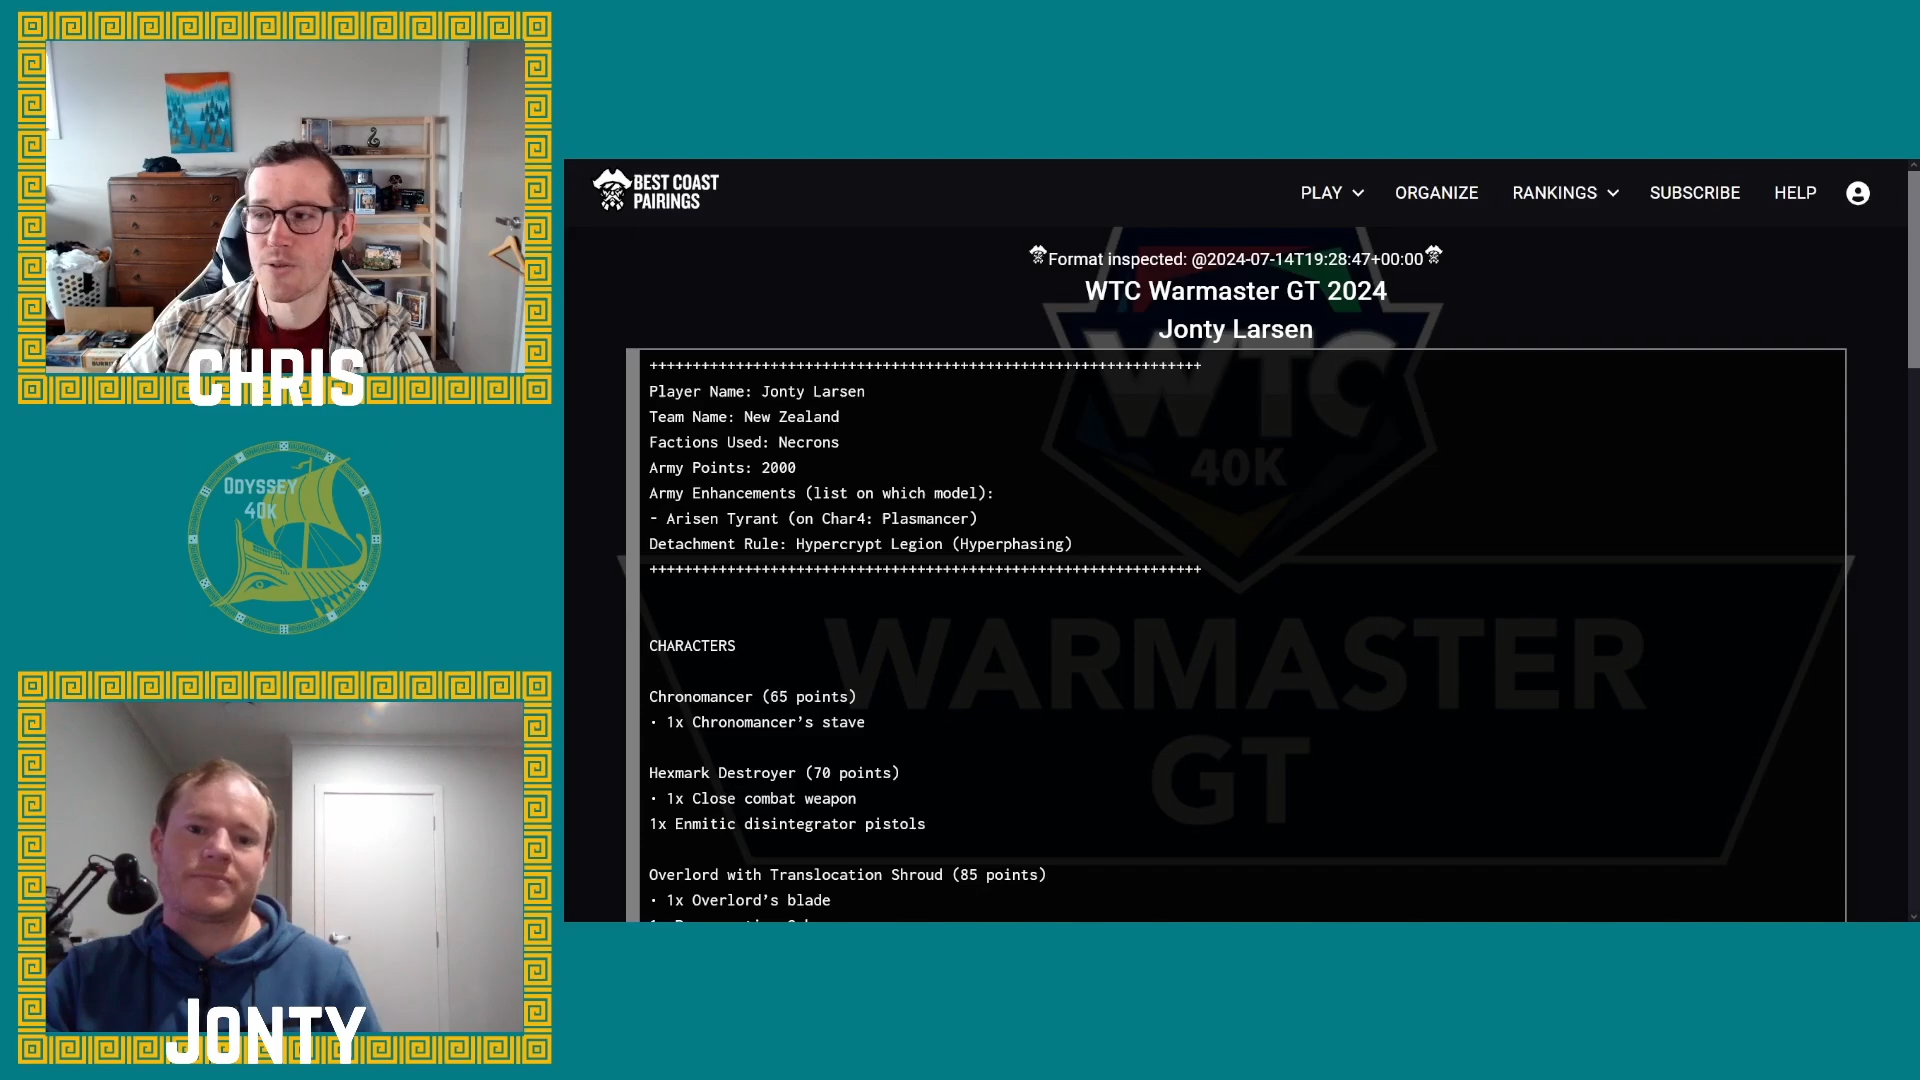 CHRIS
ODYSSEY
40K
JONTY
BEST COAST
PAIRINGS
PLAY
ORGANIZE
RANKINGS
SUBSCRIBE
HELP
Format inspected: @2024-07-14T19:28:47+00:00
WTC Warmaster GT 2024
Jonty Larsen
++++++++++++++++++++++++++++++++++++++++++++++++++++++++++++++++
Player Name: Jonty Larsen
Team Name: New Zealand
Factions Used: Necrons
Army Points: 2000
Army Enhancements (list on which model):
- Arisen Tyrant (on Char4: Plasmancer)
Detachment Rule: Hypercrypt Legion (Hyperphasing)
++++++++++++++++++++++++++++++++++++++++++++++++++++++++++++++++
CHARACTERS
Chronomancer (65 points)
• 1x Chronomancer’s stave
Hexmark Destroyer (70 points)
• 1x Close combat weapon
1x Enmitic disintegrator pistols
Overlord with Translocation Shroud (85 points)
• 1x Overlord’s blade
WTC
40K
WARMASTER
GT